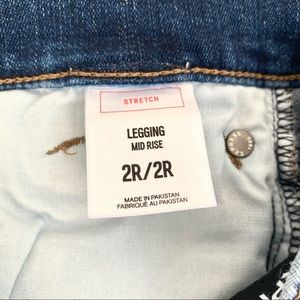 STRETCH
LEGGING
MID RISE
2R/2R
MADE IN PAKISTAN
FABRIQUÉ AU PAKISTAN